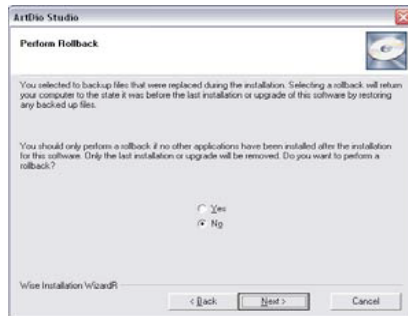 ArtDio Studio
Perform Rollback
You selected to backup files that were replaced during the installation. Selecting a rollback will return
your computer to the state it was before the last installation or upgrade of this software by restoring
any backed up files.
You should only perform a rollback if no other applications have been installed after the installation
for this software. Only the last installation or upgrade will be removed. Do you want to perform a
rollback?
Yes
No
Wise Installation WizardR
< Back
Next >
Cancel